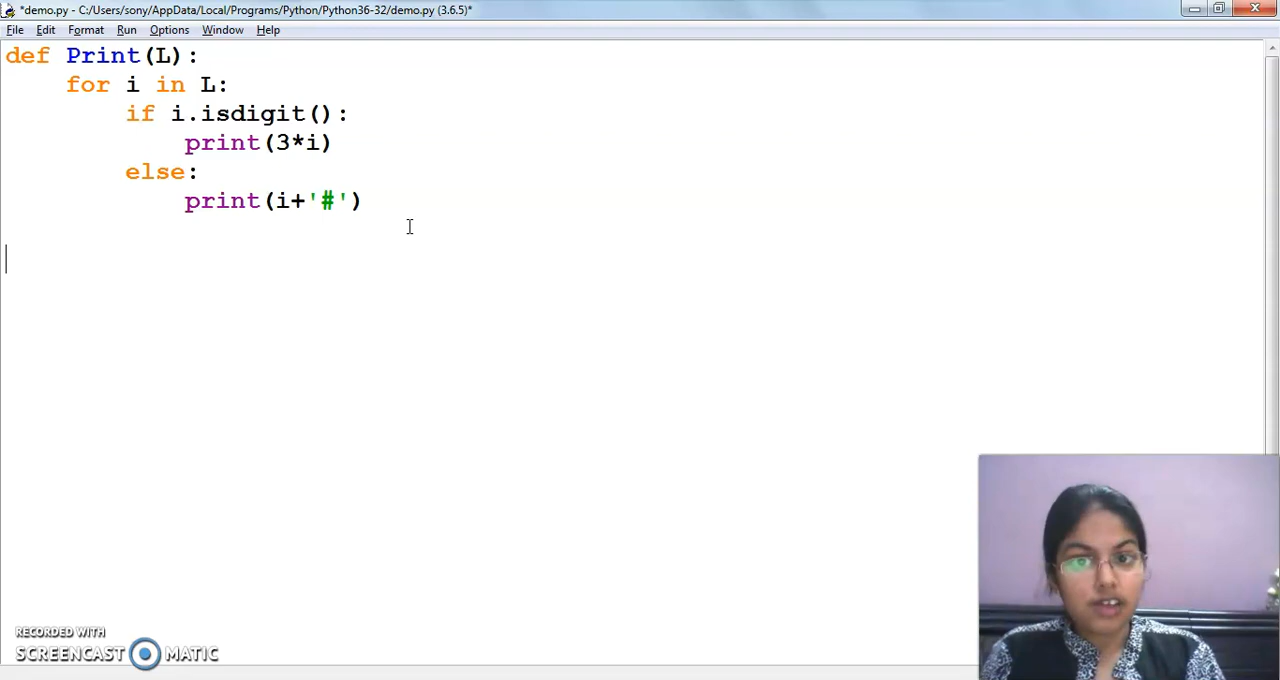 *demo.py - C:/Users/sony/AppData/Local/Programs/Python/Python36-32/demo.py (3.6.5)*
File Edit Format Run Options Window Help
def Print(L):
    for i in L:
        if i.isdigit():
            print(3*i)
        else:
            print(i+'#')
RECORDED WITH
SCREENCAST MATIC